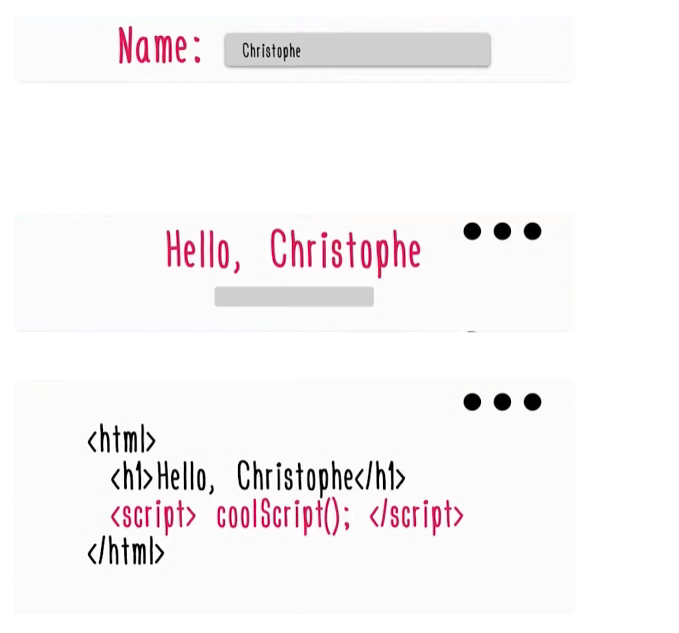 Name: Christophe
Hello, Christophe
<html>
<h1>Hello, Christophe</h1>
<script> coolScript(); </script>
</html>